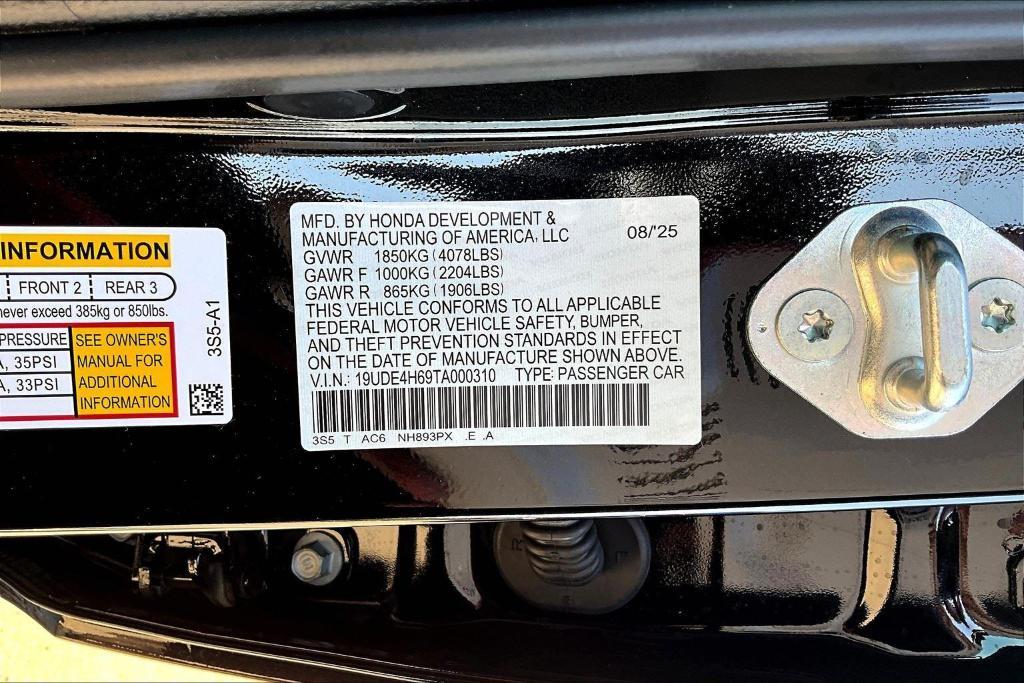 INFORMATION
FRONT 2 REAR 3
never exceed 385kg or 850lbs.
PRESSURE
A, 35PSI
A, 33PSI
SEE OWNER'S
MANUAL FOR
ADDITIONAL
INFORMATION
3S5-A1
MFD. BY HONDA DEVELOPMENT &
MANUFACTURING OF AMERICA, LLC 08/'25
GVWR 1850KG (4078LBS)
GAWR F 1000KG (2204LBS)
GAWR R 865KG (1906LBS)
THIS VEHICLE CONFORMS TO ALL APPLICABLE
FEDERAL MOTOR VEHICLE SAFETY, BUMPER,
AND THEFT PREVENTION STANDARDS IN EFFECT
ON THE DATE OF MANUFACTURE SHOWN ABOVE.
V.I.N.: 19UDE4H69TA000310 TYPE: PASSENGER CAR
3S5 T AC6 NH893PX .E .A